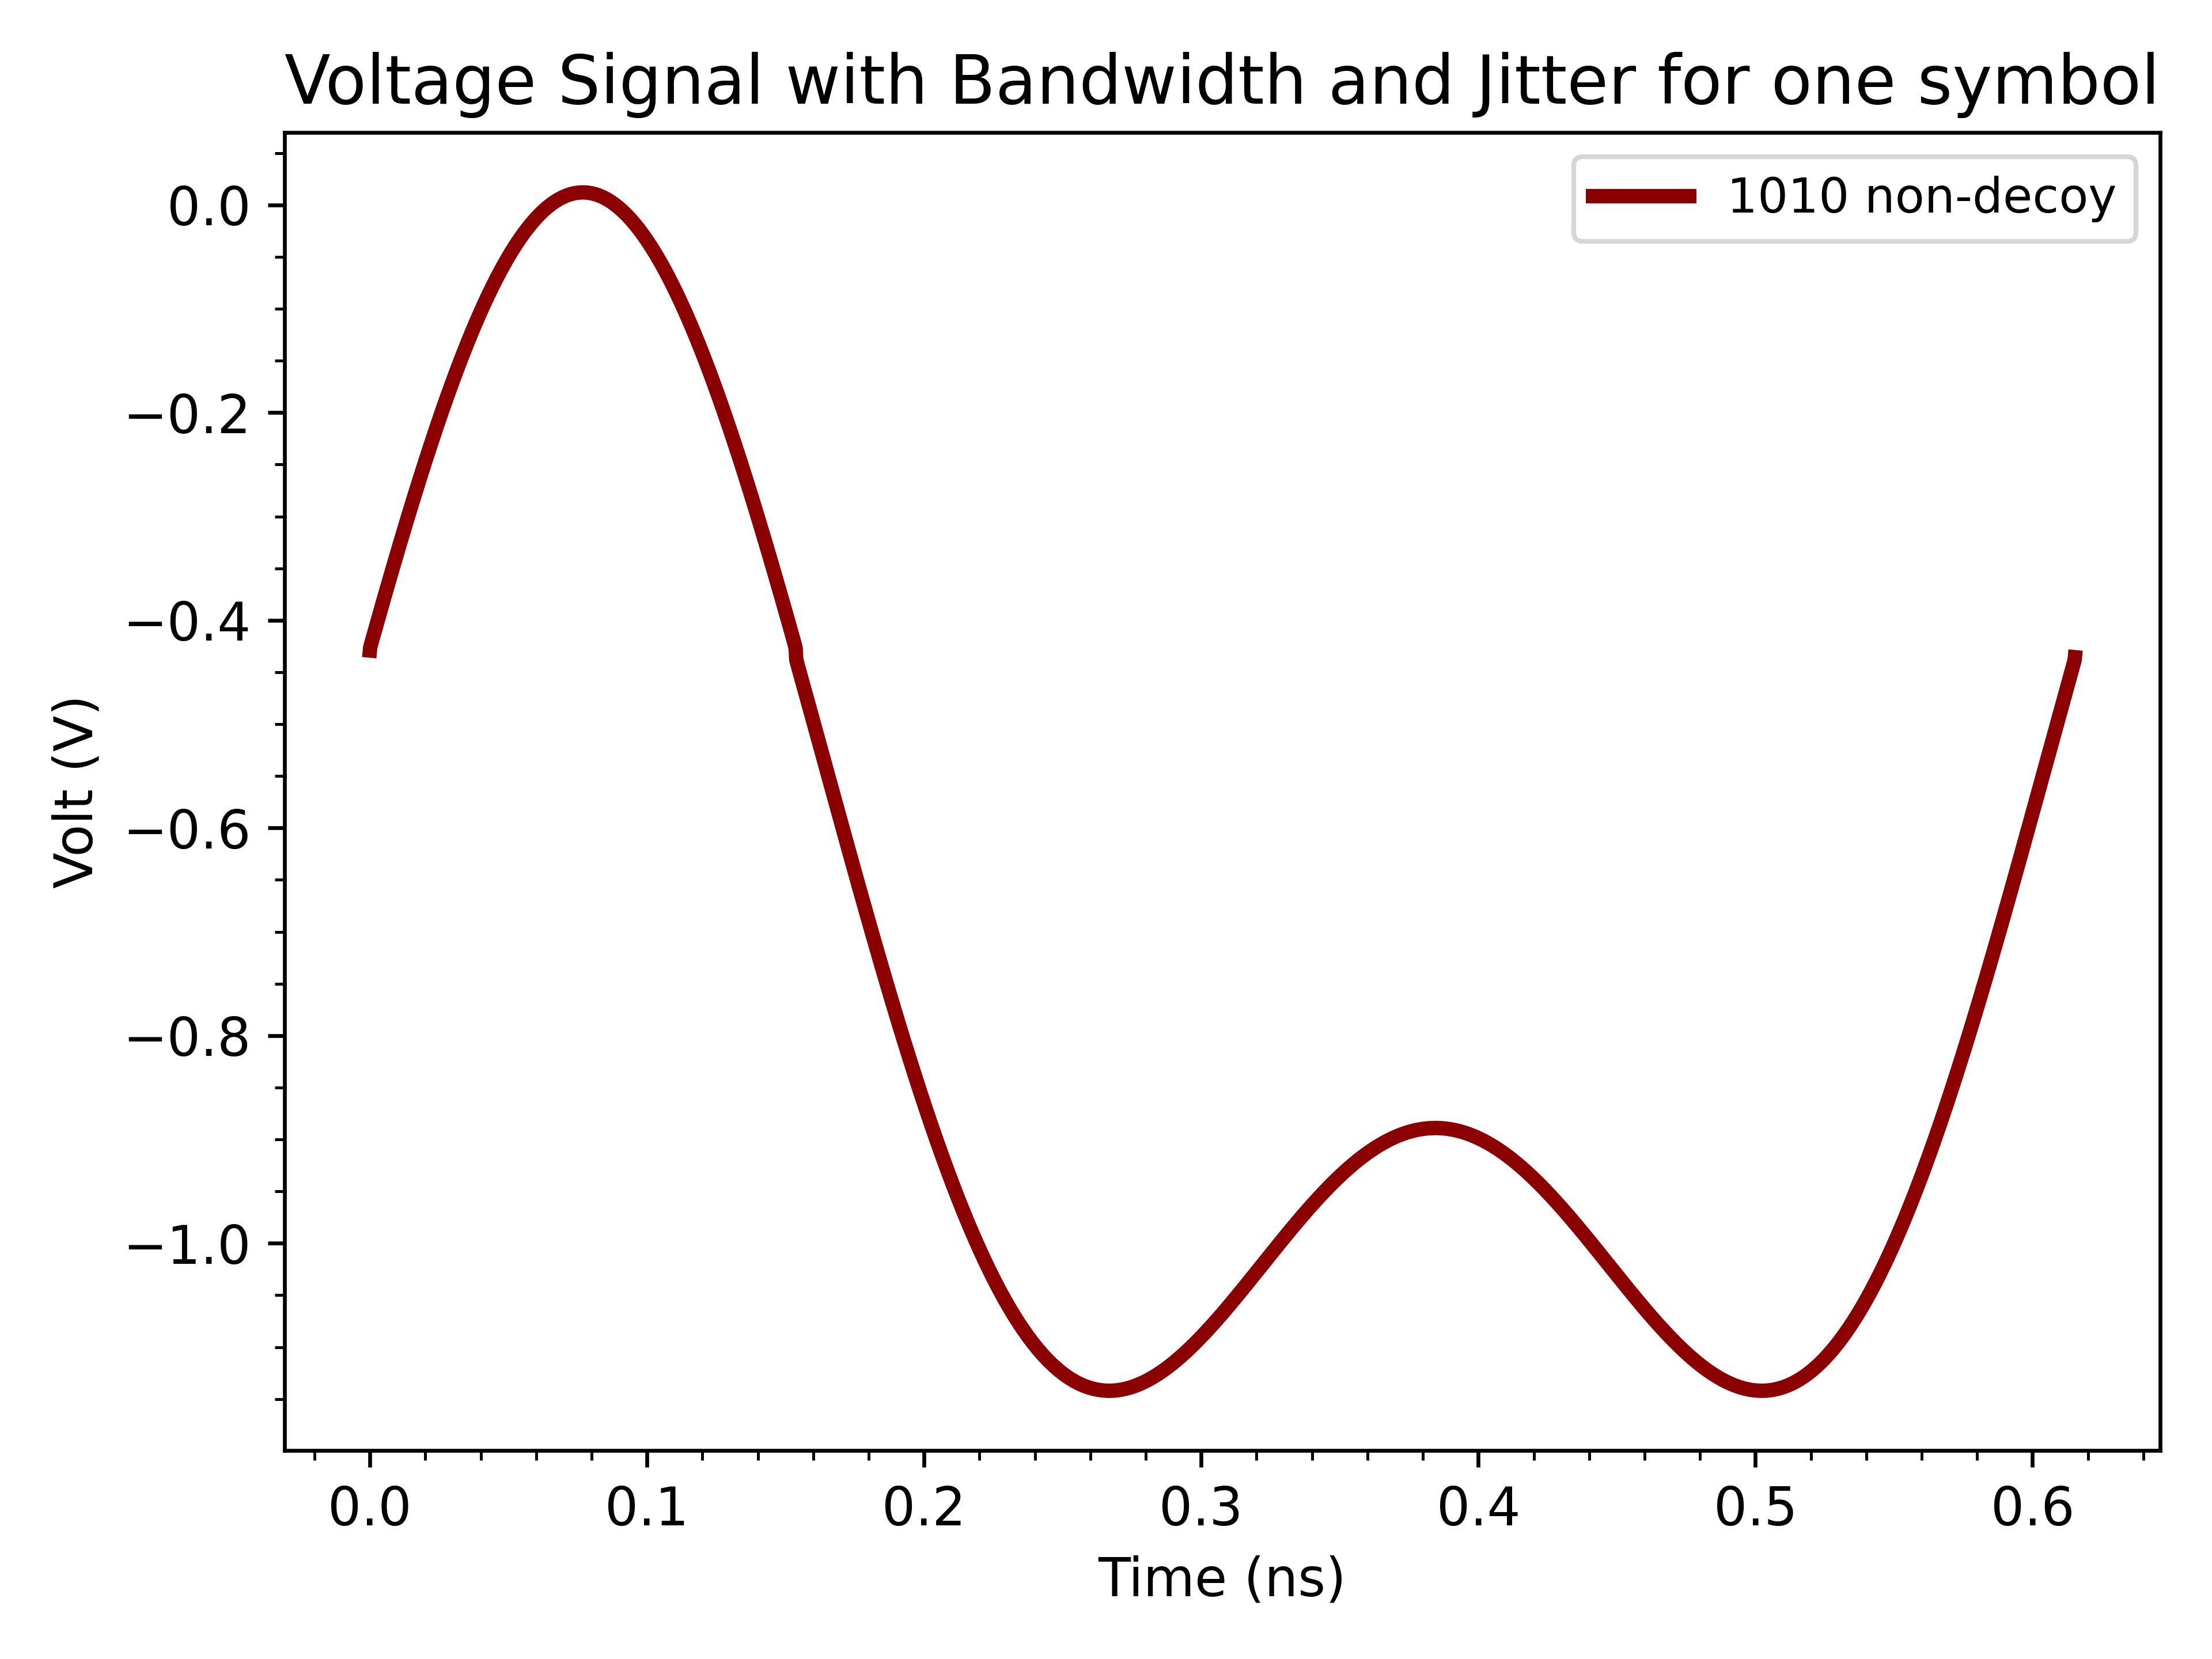 Voltage Signal with Bandwidth and Jitter for one symbol
1010 non-decoy
0.0
−0.2
−0.4
−0.6
−0.8
−1.0
Volt (V)
0.0 0.1 0.2 0.3 0.4 0.5 0.6
Time (ns)